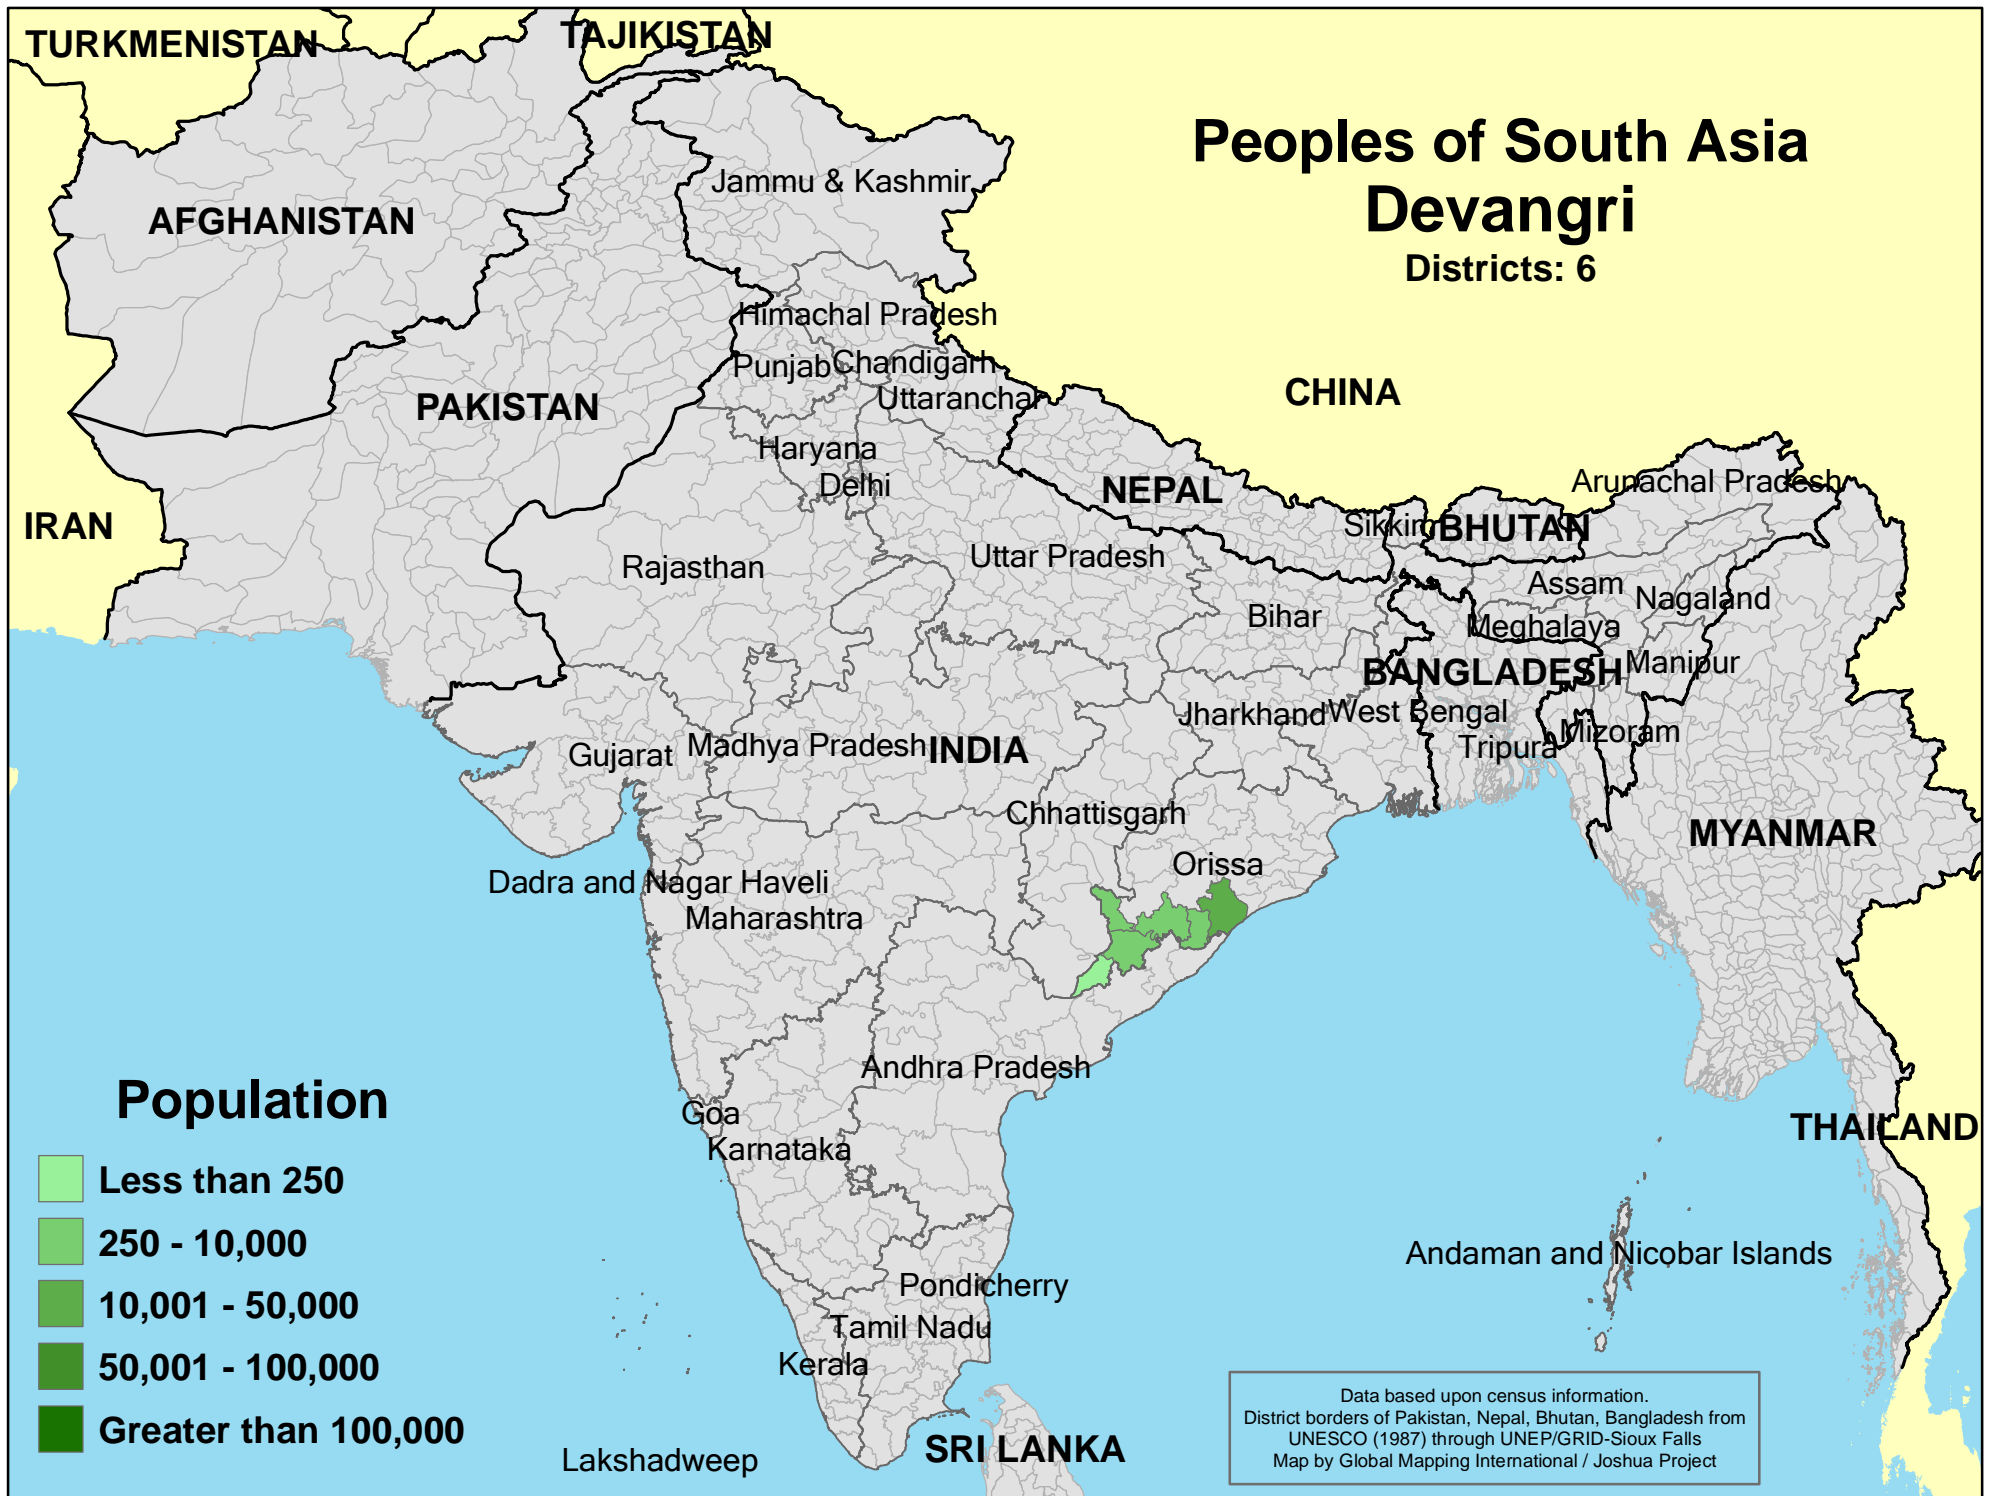 TURKMENISTAN
TAJIKISTAN
Peoples of South Asia
Devangri
Districts: 6
Jammu & Kashmir
AFGHANISTAN
Himachal Pradesh
Punjab
Chandigarh
CHINA
Uttaranchal
PAKISTAN
Haryana
Delhi
NEPAL
Arunachal Pradesh
IRAN
Sikkim
BHUTAN
Rajasthan
Uttar Pradesh
Assam
Nagaland
Bihar
Meghalaya
BANGLADESH
Manipur
Jharkhand
West Bengal
Gujarat
Madhya Pradesh
INDIA
Tripura
Mizoram
Chhattisgarh
MYANMAR
Orissa
Dadra and Nagar Haveli
Maharashtra
Andhra Pradesh
Population
Goa
Karnataka
THAILAND
Less than 250
250 - 10,000
10,001 - 50,000
50,001 - 100,000
Greater than 100,000
Andaman and Nicobar Islands
Pondicherry
Tamil Nadu
Kerala
Lakshadweep
SRI LANKA
Data based upon census information.
District borders of Pakistan, Nepal, Bhutan, Bangladesh from
UNESCO (1987) through UNEP/GRID-Sioux Falls
Map by Global Mapping International / Joshua Project